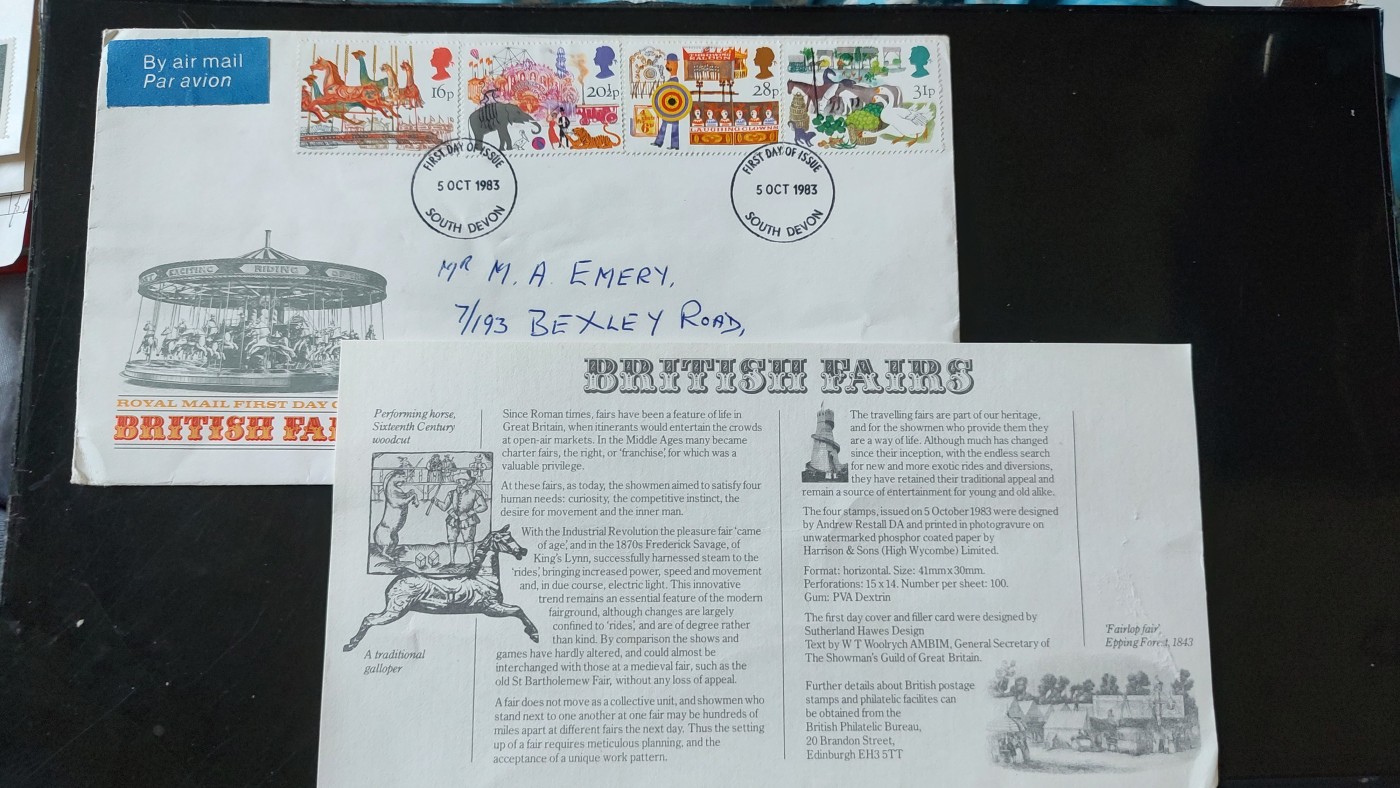 By air mail
Par avion
16p
20½p
28p
31p
LAUGHING CLOWNS
FIRST DAY OF ISSUE
5 OCT 1983
SOUTH DEVON
FIRST DAY OF ISSUE
5 OCT 1983
SOUTH DEVON
MR M. A. EMERY,
7/193 BEXLEY ROAD,
RIDING
ROYAL MAIL FIRST DAY
BRITISH FAI
BRITISH FAIRS
Performing horse,
Sixteenth Century
woodcut
A traditional
galloper
Since Roman times, fairs have been a feature of life in
Great Britain, when itinerants would entertain the crowds
at open-air markets. In the Middle Ages many became
charter fairs, the right, or 'franchise', for which was a
valuable privilege.
At these fairs, as today, the showmen aimed to satisfy four
human needs: curiosity, the competitive instinct, the
desire for movement and the inner man.
With the Industrial Revolution the pleasure fair 'came
of age', and in the 1870s Frederick Savage, of
King's Lynn, successfully harnessed steam to the
'rides', bringing increased power, speed and movement
and, in due course, electric light. This innovative
trend remains an essential feature of the modern
fairground, although changes are largely
confined to 'rides', and are of degree rather
than kind. By comparison the shows and
games have hardly altered, and could almost be
interchanged with those at a medieval fair, such as the
old St Bartholemew Fair, without any loss of appeal.
A fair does not move as a collective unit, and showmen who
stand next to one another at one fair may be hundreds of
miles apart at different fairs the next day. Thus the setting
up of a fair requires meticulous planning, and the
acceptance of a unique work pattern.
The travelling fairs are part of our heritage,
and for the showmen who provide them they
are a way of life. Although much has changed
since their inception, with the endless search
for new and more exotic rides and diversions,
they have retained their traditional appeal and
remain a source of entertainment for young and old alike.
The four stamps, issued on 5 October 1983 were designed
by Andrew Restall DA and printed in photogravure on
unwatermarked phosphor coated paper by
Harrison & Sons (High Wycombe) Limited.
Format: horizontal. Size: 41mm x 30mm.
Perforations: 15 x 14. Number per sheet: 100.
Gum: PVA Dextrin
The first day cover and filler card were designed by
Sutherland Hawes Design
Text by W T Woolrych AMBIM, General Secretary of
The Showman's Guild of Great Britain.
Further details about British postage
stamps and philatelic facilites can
be obtained from the
British Philatelic Bureau,
20 Brandon Street,
Edinburgh EH3 5TT
'Fairlop fair',
Epping Forest, 1843